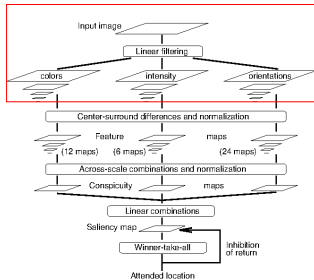 Input image
Linear filtering
colors intensity orientations
Center-surround differences and normalization
Feature maps
(12 maps) (6 maps) (24 maps)
Across-scale combinations and normalization
Conspicuity maps
Linear combinations
Saliency map
Inhibition
of return
Winner-take-all
Attended location